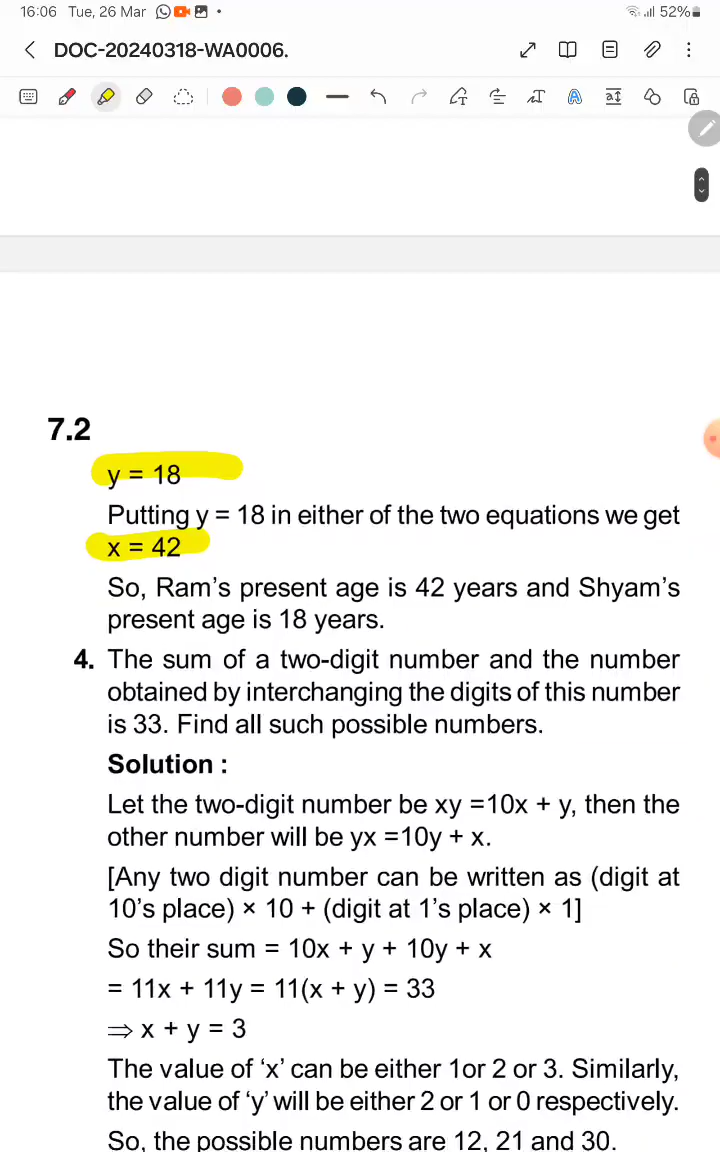 16:06 Tue, 26 Mar 52%
DOC-20240318-WA0006.
7.2
y = 18
Putting y = 18 in either of the two equations we get
x = 42
So, Ram's present age is 42 years and Shyam's
present age is 18 years.
4. The sum of a two-digit number and the number
obtained by interchanging the digits of this number
is 33. Find all such possible numbers.
Solution :
Let the two-digit number be xy =10x + y, then the
other number will be yx =10y + x.
[Any two digit number can be written as (digit at
10's place) × 10 + (digit at 1's place) × 1]
So their sum = 10x + y + 10y + x
= 11x + 11y = 11(x + y) = 33
⇒ x + y = 3
The value of ‘x’ can be either 1or 2 or 3. Similarly,
the value of ‘y’ will be either 2 or 1 or 0 respectively.
So, the possible numbers are 12, 21 and 30.